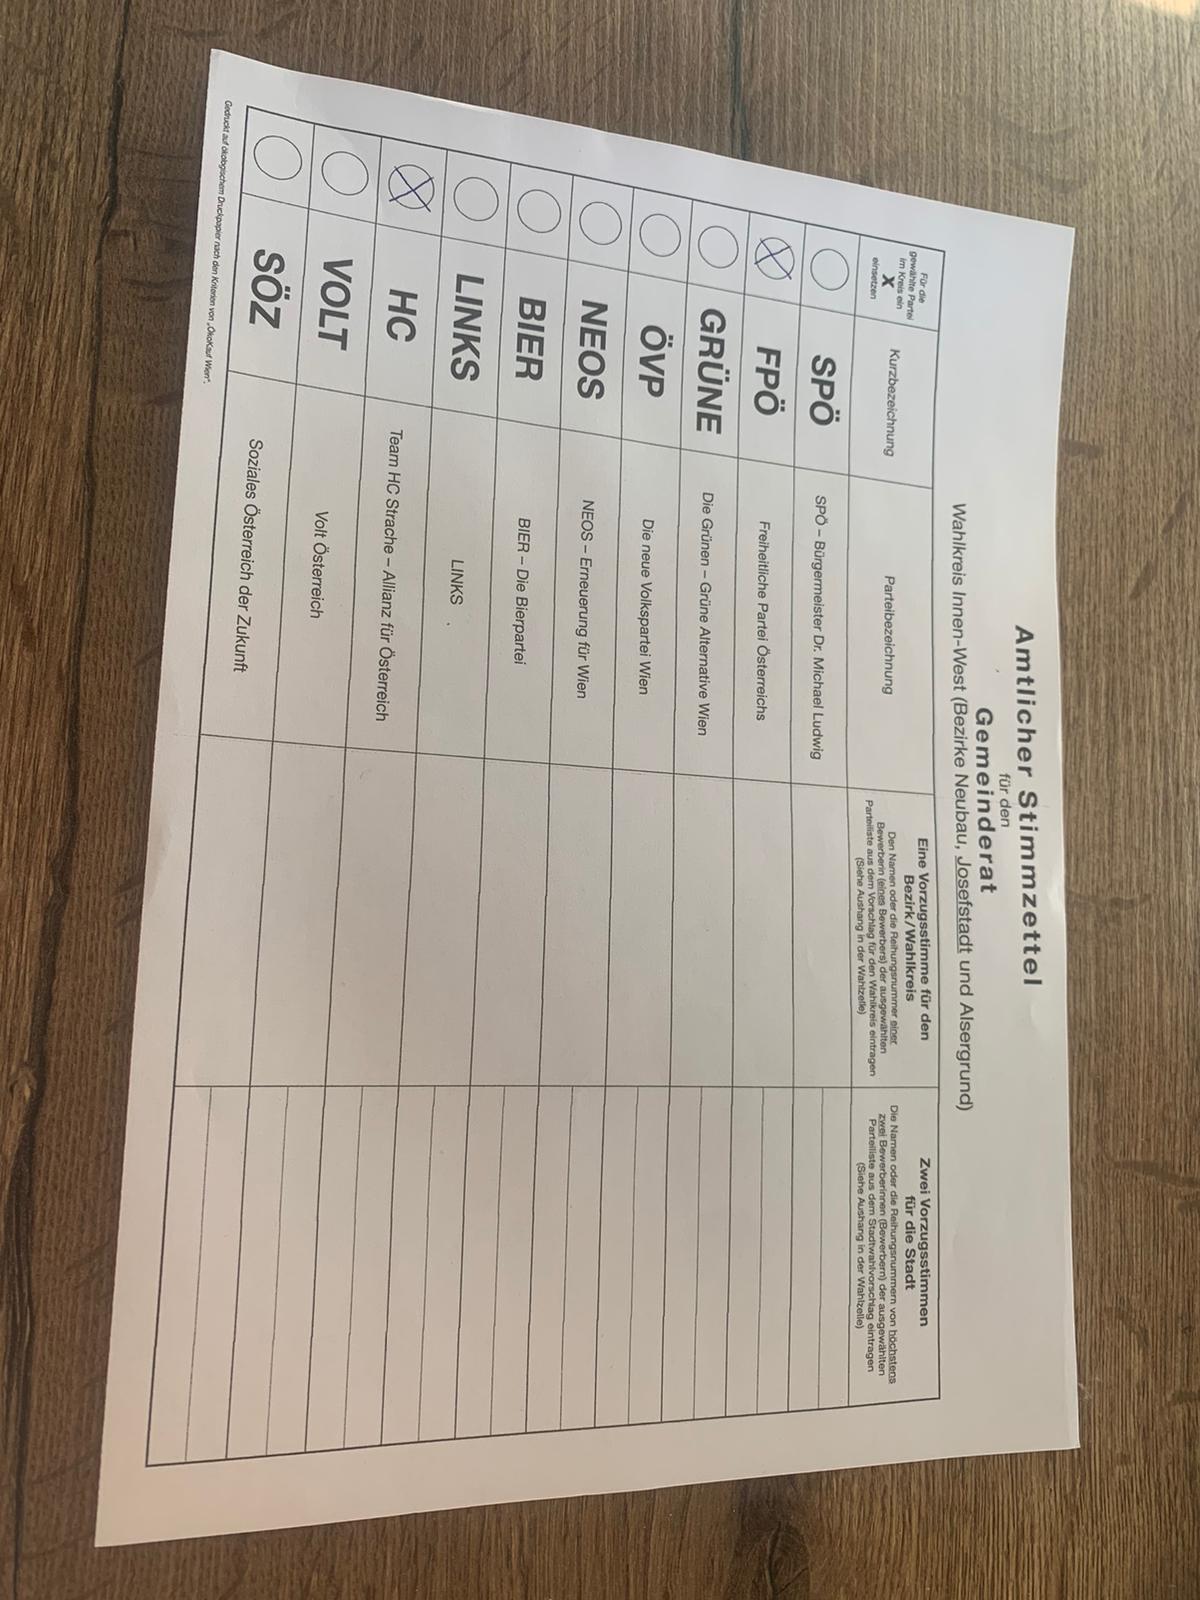 Amtlicher Stimmzettel
für den
Gemeinderat
Wahlkreis Innen-West (Bezirke Neubau, Josefstadt und Alsergrund)
Für die
gewählte Partei
im Kreis ein
X
einsetzen
Kurzbezeichnung
Parteibezeichnung
Eine Vorzugsstimme für den
Bezirk/Wahlkreis
Den Namen oder die Reihungsnummer einer
Bewerberin (eines Bewerbers) der ausgewählten
Parteiliste aus dem Vorschlag für den Wahlkreis eintragen
(Siehe Aushang in der Wahlzelle)
Zwei Vorzugsstimmen
für die Stadt
Die Namen oder die Reihungsnummern von höchstens
zwei Bewerberinnen (Bewerbern) der ausgewählten
Parteiliste aus dem Stadtwahlvorschlag eintragen
(Siehe Aushang in der Wahlzelle)
SPÖ SPÖ – Bürgermeister Dr. Michael Ludwig
X FPÖ Freiheitliche Partei Österreichs
GRÜNE Die Grünen – Grüne Alternative Wien
ÖVP Die neue Volkspartei Wien
NEOS NEOS – Erneuerung für Wien
BIER BIER – Die Bierpartei
LINKS LINKS
X HC Team HC Strache – Allianz für Österreich
VOLT Volt Österreich
SÖZ Soziales Österreich der Zukunft
Gedruckt auf ökologischem Druckpapier nach den Kriterien von „ÖkoKauf Wien“.